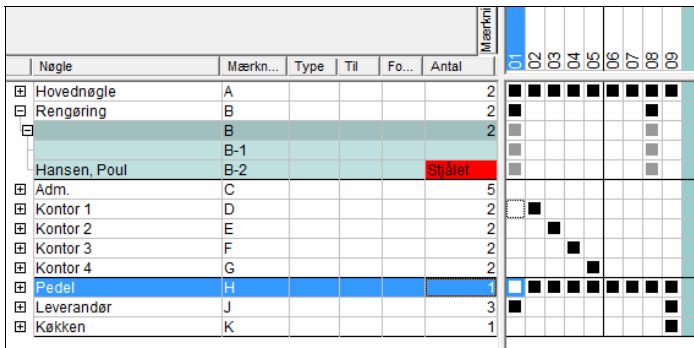 Mærkni
01 02 03 04 05 06 07 08 09
Nøgle Mærkn... Type Til Fo... Antal
Hovednøgle A 2
Rengøring B 2
B 2
B-1
Hansen, Poul B-2 Stjålet
Adm. C 5
Kontor 1 D 2
Kontor 2 E 2
Kontor 3 F 2
Kontor 4 G 2
Pedel H 1
Leverandør J 3
Køkken K 1